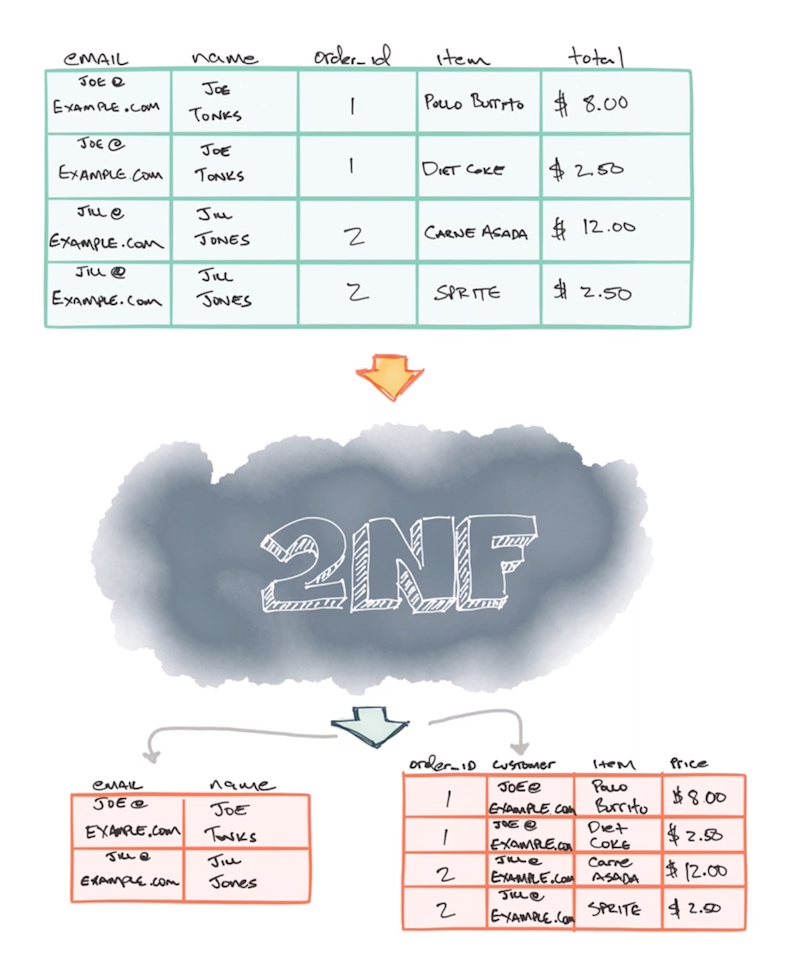 email name order_id item total
JOE@ JOE
EXAMPLE.COM TONKS 1 POLLO BURRITO $ 8.00
JOE@ JOE
EXAMPLE.COM TONKS 1 DIET COKE $ 2.50
JILL@ JILL
EXAMPLE.COM JONES 2 CARNE ASADA $ 12.00
JILL@ JILL
EXAMPLE.COM JONES 2 SPRITE $ 2.50
2NF
email name
JOE@ JOE
EXAMPLE.COM TONKS
JILL@ JILL
EXAMPLE.COM Jones
order_ID customer ITEM Price
JOE@ POLLO
1 EXAMPLE.COM BURRITO $ 8.00
JOE@ Diet
1 EXAMPLE.COM COKE $ 2.50
JILL@ Carne
2 EXAMPLE.COM ASADA $ 12.00
JILL@
2 EXAMPLE.COM SPRITE $ 2.50